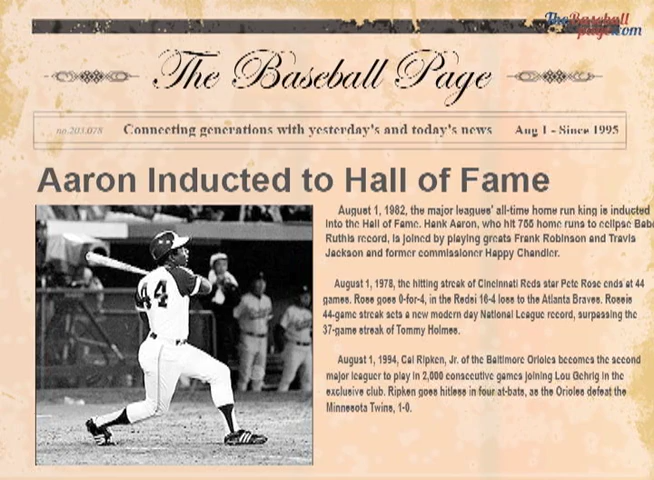 TheBaseball
page.com
The Baseball Page
no.203.078 Connecting generations with yesterday's and today's news Aug 1 - Since 1995
Aaron Inducted to Hall of Fame
August 1, 1982, the major leagues' all-time home run king is inducted
into the Hall of Fame. Hank Aaron, who hit 755 home runs to eclipse Babe
Ruthis record, is joined by playing greats Frank Robinson and Travis
Jackson and former commissioner Happy Chandler.
August 1, 1978, the hitting streak of Cincinnati Reds star Pete Rose ends at 44
games. Rose goes 0-for-4, in the Redsi 16-4 loss to the Atlanta Braves. Roseis
44-game streak sets a new modern day National League record, surpassing the
37-game streak of Tommy Holmes.
August 1, 1994, Cal Ripken, Jr. of the Baltimore Orioles becomes the second
major leaguer to play in 2,000 consecutive games joining Lou Gehrig in the
exclusive club. Ripken goes hitless in four at-bats, as the Orioles defeat the
Minnesota Twins, 1-0.
44